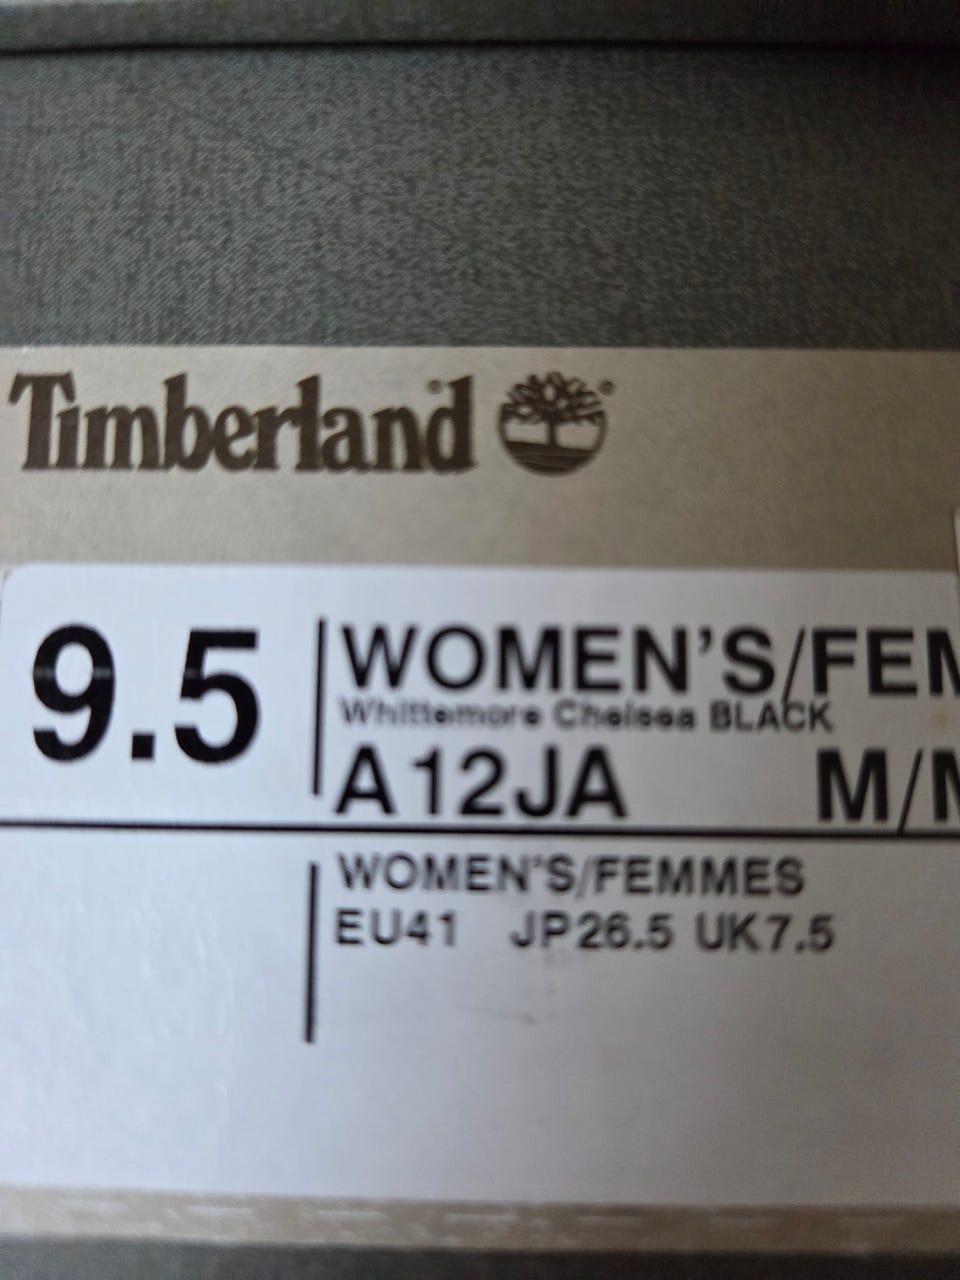 Timberland®
9.5
WOMEN'S/FEM
Whittemore Chelsea BLACK
A12JA M/M
WOMEN'S/FEMMES
EU41 JP26.5 UK7.5